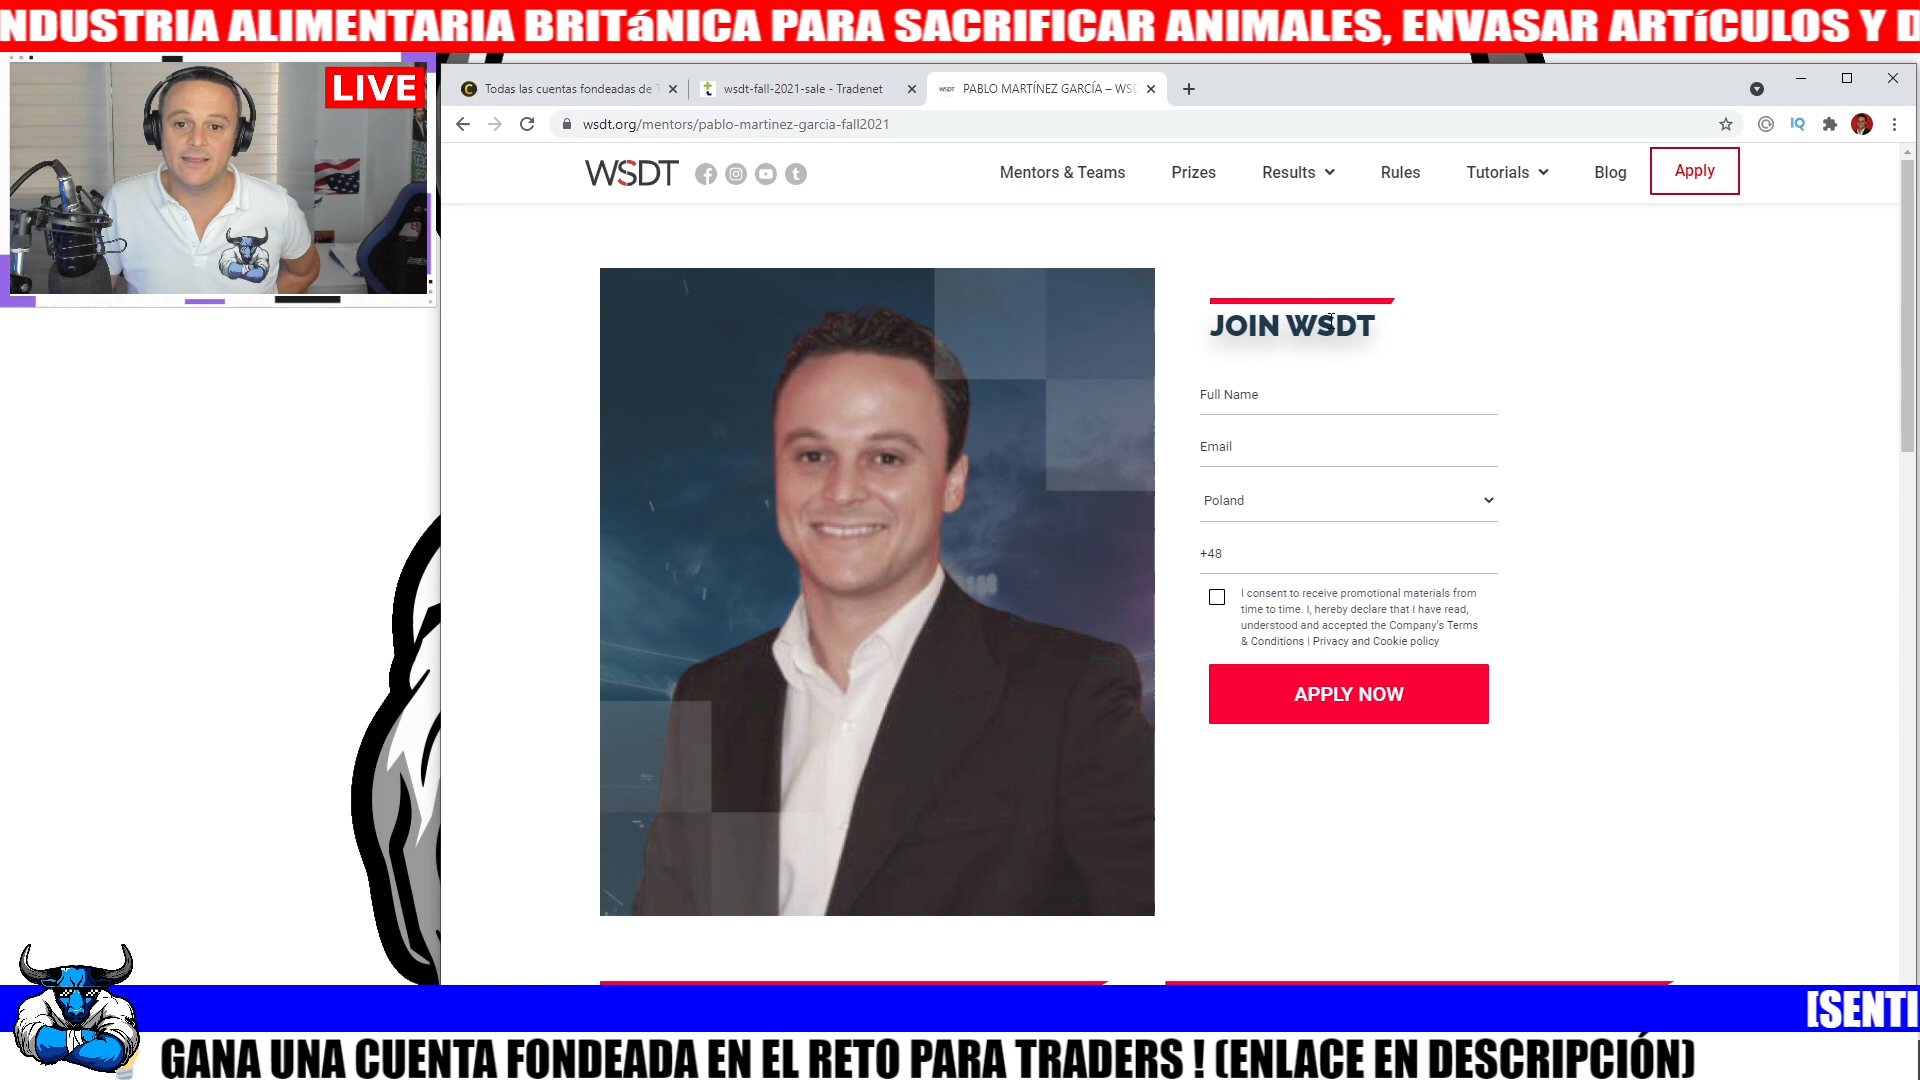 NDUSTRIA ALIMENTARIA BRITáNICA PARA SACRIFICAR ANIMALES, ENVASAR ARTíCULOS Y D
LIVE
Todas las cuentas fondeadas de T
wsdt-fall-2021-sale - Tradenet
WSDT PABLO MARTÍNEZ GARCÍA – WSD
wsdt.org/mentors/pablo-martinez-garcia-fall2021
IQ
WSDT
Mentors & Teams Prizes Results Rules Tutorials Blog Apply
JOIN WSDT
Full Name
Email
Poland
+48
I consent to receive promotional materials from
time to time. I, hereby declare that I have read,
understood and accepted the Company's Terms
& Conditions | Privacy and Cookie policy
APPLY NOW
[SENTI
GANA UNA CUENTA FONDEADA EN EL RETO PARA TRADERS ! (ENLACE EN DESCRIPCIÓN)